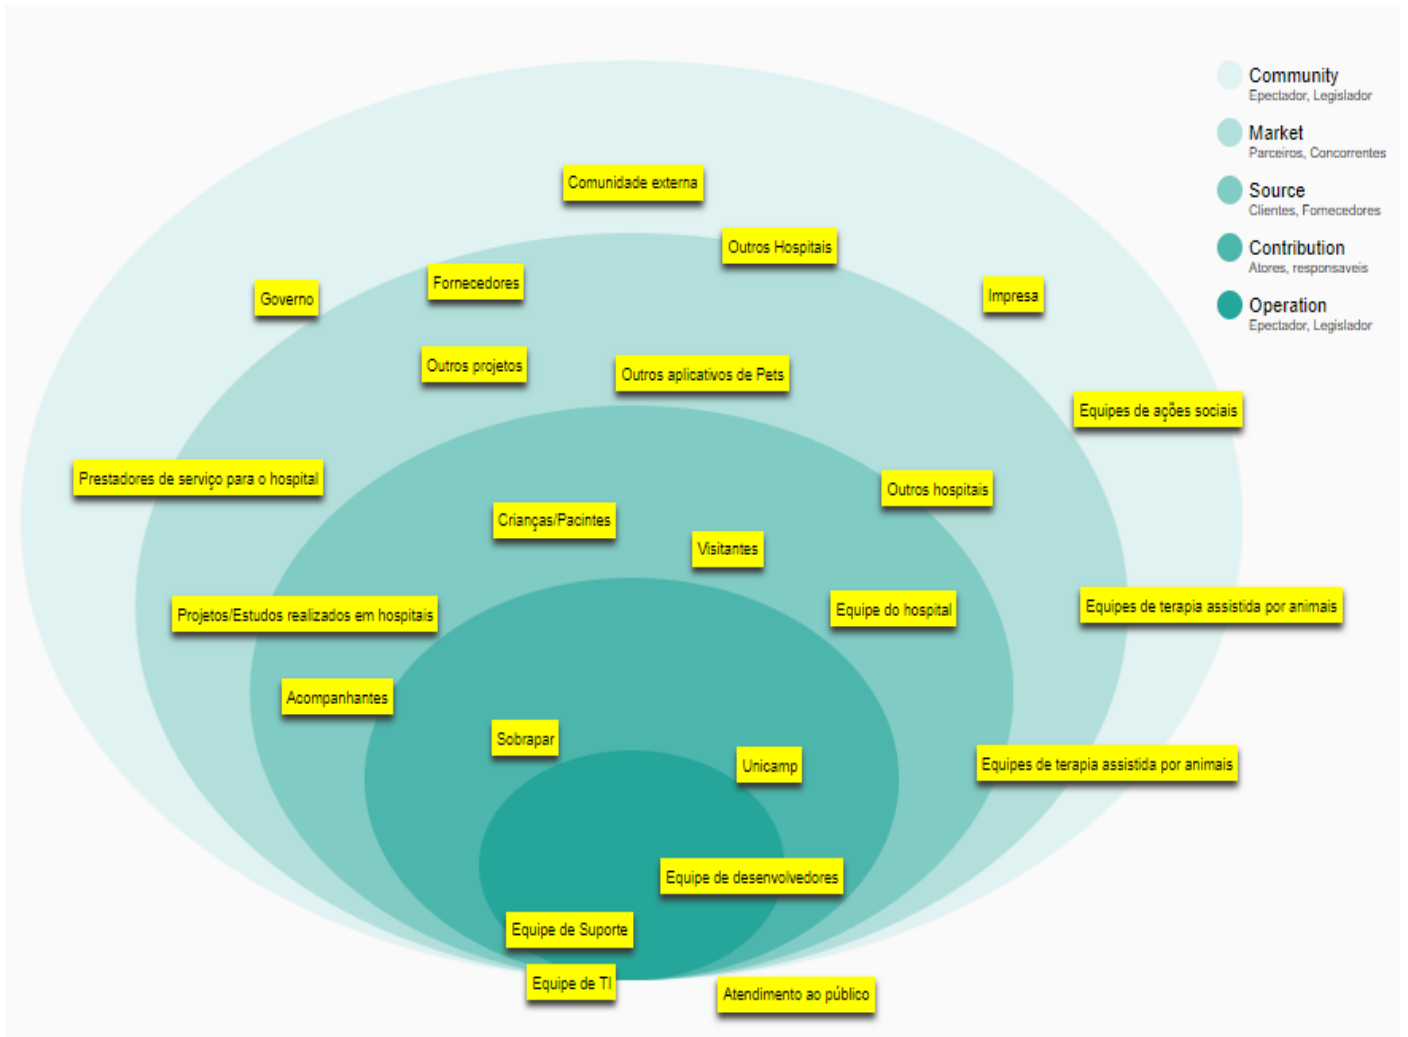 Community
Epectador, Legislador
Market
Parceiros, Concorrentes
Source
Clientes, Fornecedores
Contribution
Atores, responsaveis
Operation
Epectador, Legislador
Comunidade externa
Outros Hospitais
Fornecedores
Governo
Impresa
Outros projetos
Outros aplicativos de Pets
Equipes de ações sociais
Prestadores de serviço para o hospital
Outros hospitais
Crianças/Pacintes
Visitantes
Projetos/Estudos realizados em hospitais
Equipe do hospital
Equipes de terapia assistida por animais
Acompanhantes
Sobrapar
Unicamp
Equipes de terapia assistida por animais
Equipe de desenvolvedores
Equipe de Suporte
Equipe de TI
Atendimento ao público